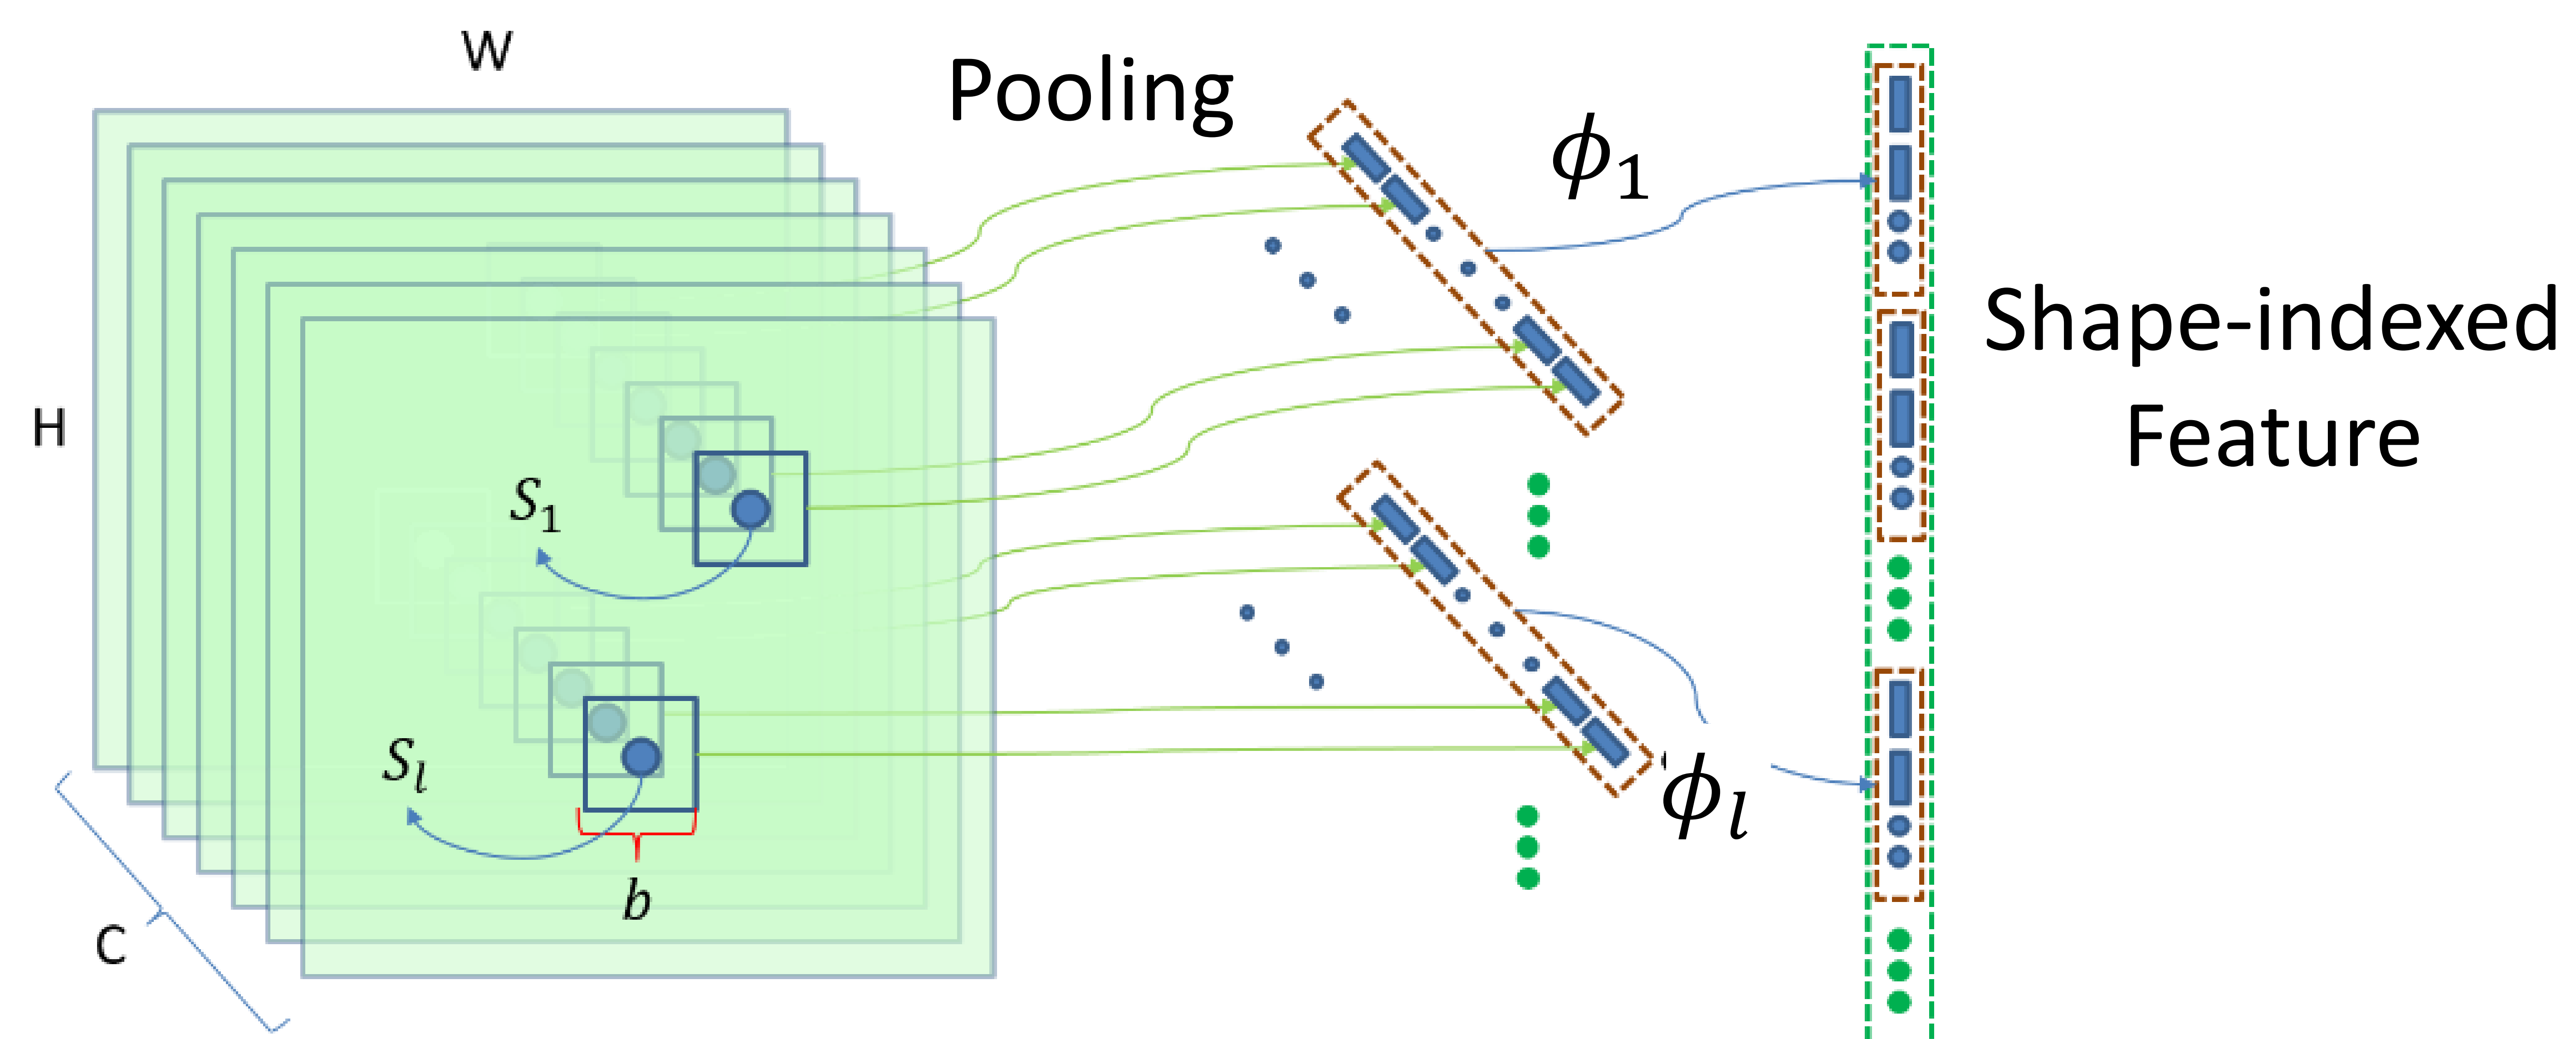 W
Pooling
ϕ₁
H
Shape-indexed
Feature
S₁
Sₗ
ϕₗ
b
C